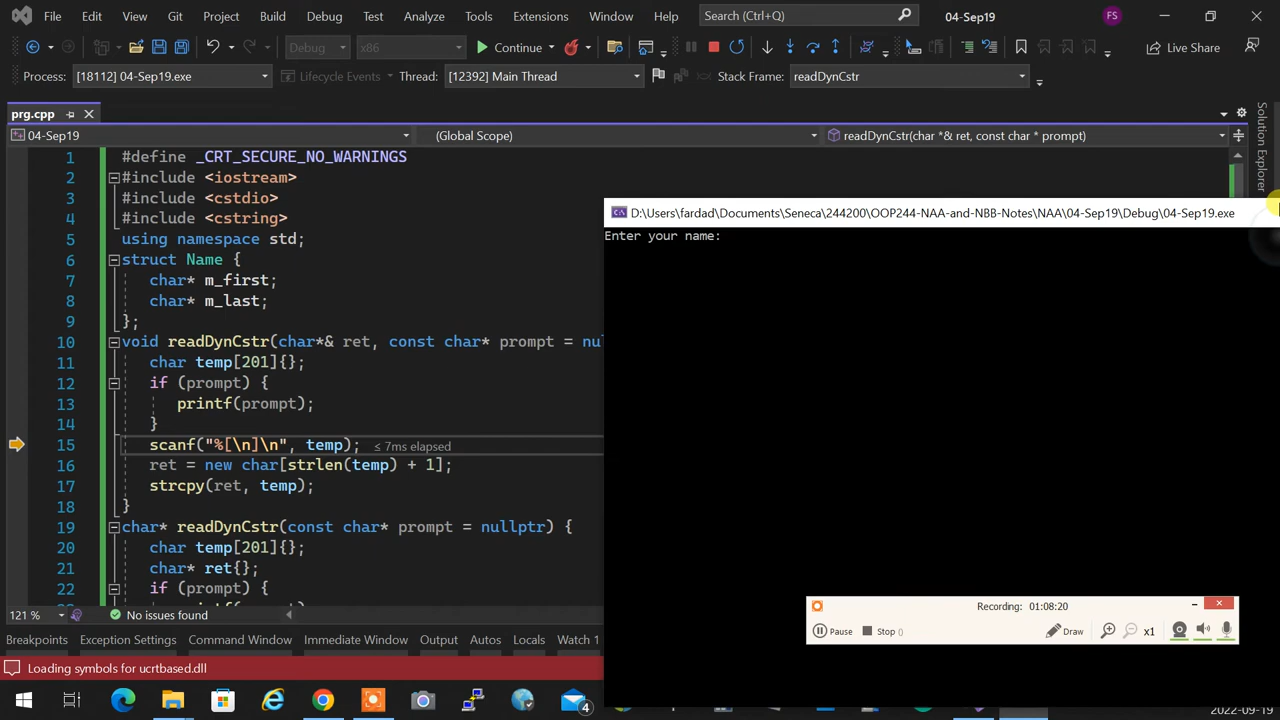 File Edit View Git Project Build Debug Test Analyze Tools Extensions Window Help Search (Ctrl+Q) 04-Sep19 FS
Debug x86 Continue Live Share
Process: [18112] 04-Sep19.exe Lifecycle Events Thread: [12392] Main Thread Stack Frame: readDynCstr
prg.cpp
04-Sep19 (Global Scope) readDynCstr(char *& ret, const char * prompt)
Solution Explorer
1 #define _CRT_SECURE_NO_WARNINGS
2 #include <iostream>
3 #include <cstdio>
4 #include <cstring>
5 using namespace std;
6 struct Name {
7 char* m_first;
8 char* m_last;
9 };
10 void readDynCstr(char*& ret, const char* prompt = nu
11 char temp[201]{};
12 if (prompt) {
13 printf(prompt);
14 }
15 scanf("%[\n]\n", temp); ≤ 7ms elapsed
16 ret = new char[strlen(temp) + 1];
17 strcpy(ret, temp);
18 }
19 char* readDynCstr(const char* prompt = nullptr) {
20 char temp[201]{};
21 char* ret{};
22 if (prompt) {
121 % No issues found
Breakpoints Exception Settings Command Window Immediate Window Output Autos Locals Watch 1
Loading symbols for ucrtbased.dll
D:\Users\fardad\Documents\Seneca\244200\OOP244-NAA-and-NBB-Notes\NAA\04-Sep19\Debug\04-Sep19.exe
Enter your name:
Recording: 01:08:20
Pause Stop () Draw x1
4
2022-09-19